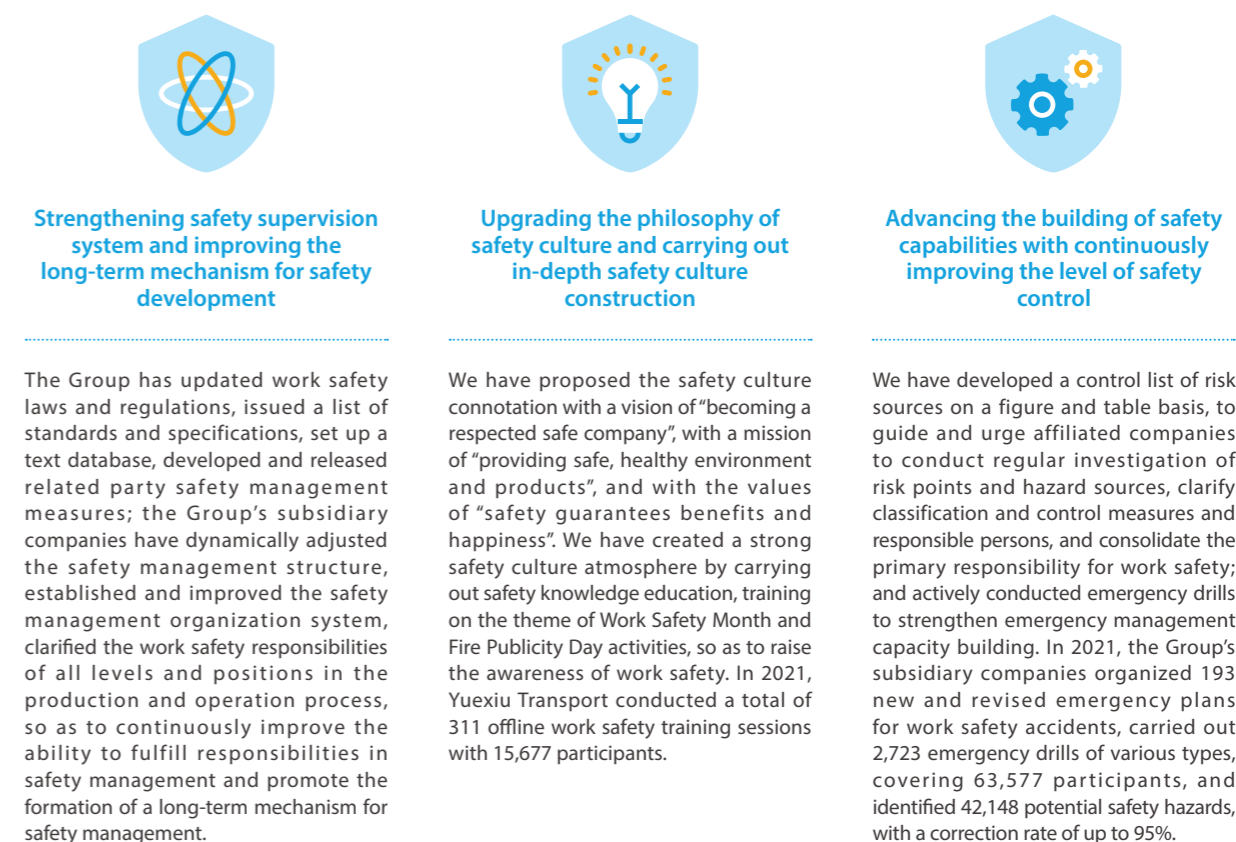 Strengthening safety supervision
system and improving the
long-term mechanism for safety
development
The Group has updated work safety
laws and regulations, issued a list of
standards and specifications, set up a
text database, developed and released
related party safety management
measures; the Group’s subsidiary
companies have dynamically adjusted
the safety management structure,
established and improved the safety
management organization system,
clarified the work safety responsibilities
of all levels and positions in the
production and operation process,
so as to continuously improve the
ability to fulfill responsibilities in
safety management and promote the
formation of a long-term mechanism for
safety management.
Upgrading the philosophy of
safety culture and carrying out
in-depth safety culture
construction
We have proposed the safety culture
connotation with a vision of “becoming a
respected safe company”, with a mission
of “providing safe, healthy environment
and products”, and with the values
of “safety guarantees benefits and
happiness”. We have created a strong
safety culture atmosphere by carrying
out safety knowledge education, training
on the theme of Work Safety Month and
Fire Publicity Day activities, so as to raise
the awareness of work safety. In 2021,
Yuexiu Transport conducted a total of
311 offline work safety training sessions
with 15,677 participants.
Advancing the building of safety
capabilities with continuously
improving the level of safety
control
We have developed a control list of risk
sources on a figure and table basis, to
guide and urge affiliated companies
to conduct regular investigation of
risk points and hazard sources, clarify
classification and control measures and
responsible persons, and consolidate the
primary responsibility for work safety;
and actively conducted emergency drills
to strengthen emergency management
capacity building. In 2021, the Group’s
subsidiary companies organized 193
new and revised emergency plans
for work safety accidents, carried out
2,723 emergency drills of various types,
covering 63,577 participants, and
identified 42,148 potential safety hazards,
with a correction rate of up to 95%.